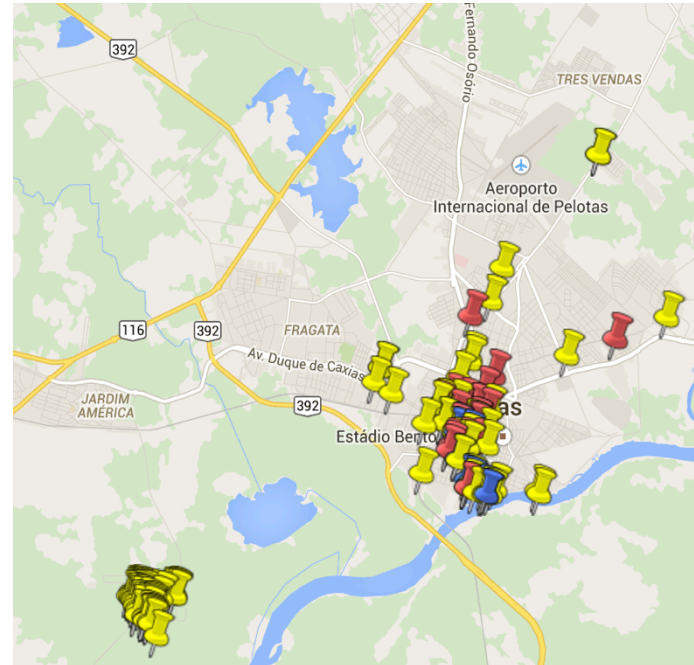 392
Fernando Osório
TRES VENDAS
Aeroporto
Internacional de Pelotas
116
392
FRAGATA
Av. Duque de Caxias
JARDIM
AMÉRICA
392
as
Estádio Bento